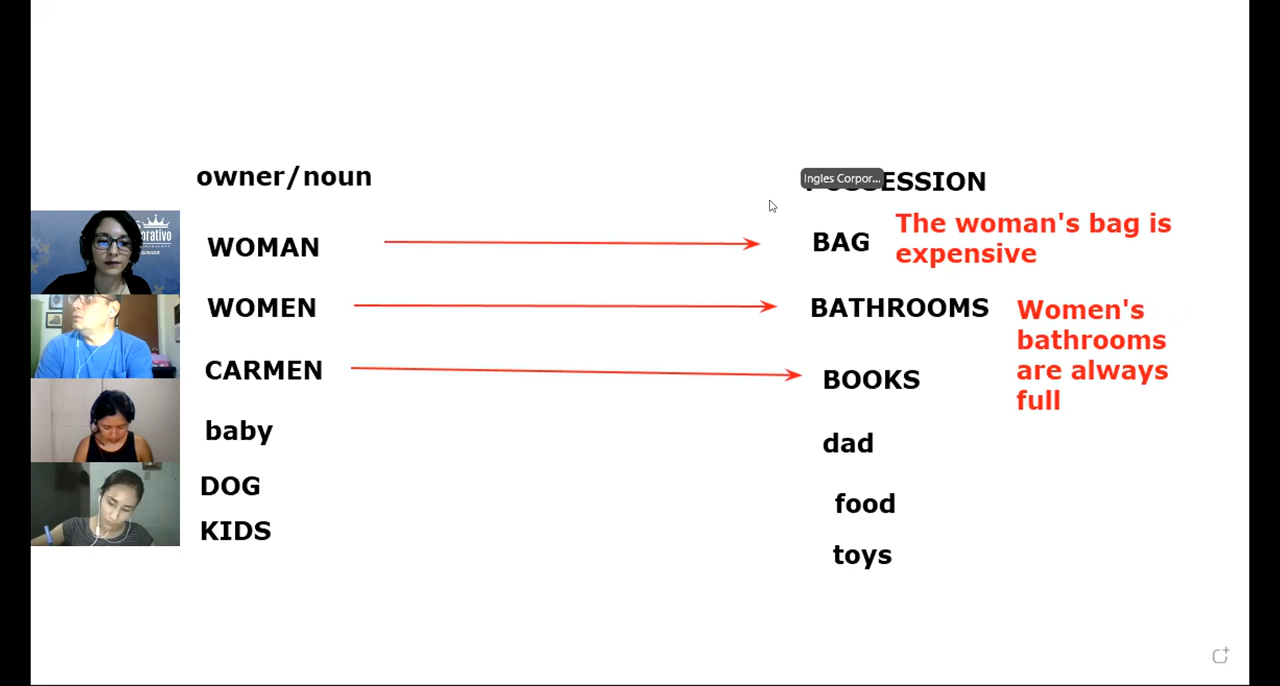 owner/noun
Ingles Corpor...
ESSION
WOMAN
BAG
The woman's bag is
expensive
WOMEN
BATHROOMS
Women's
bathrooms
are always
full
CARMEN
BOOKS
baby
dad
DOG
food
KIDS
toys